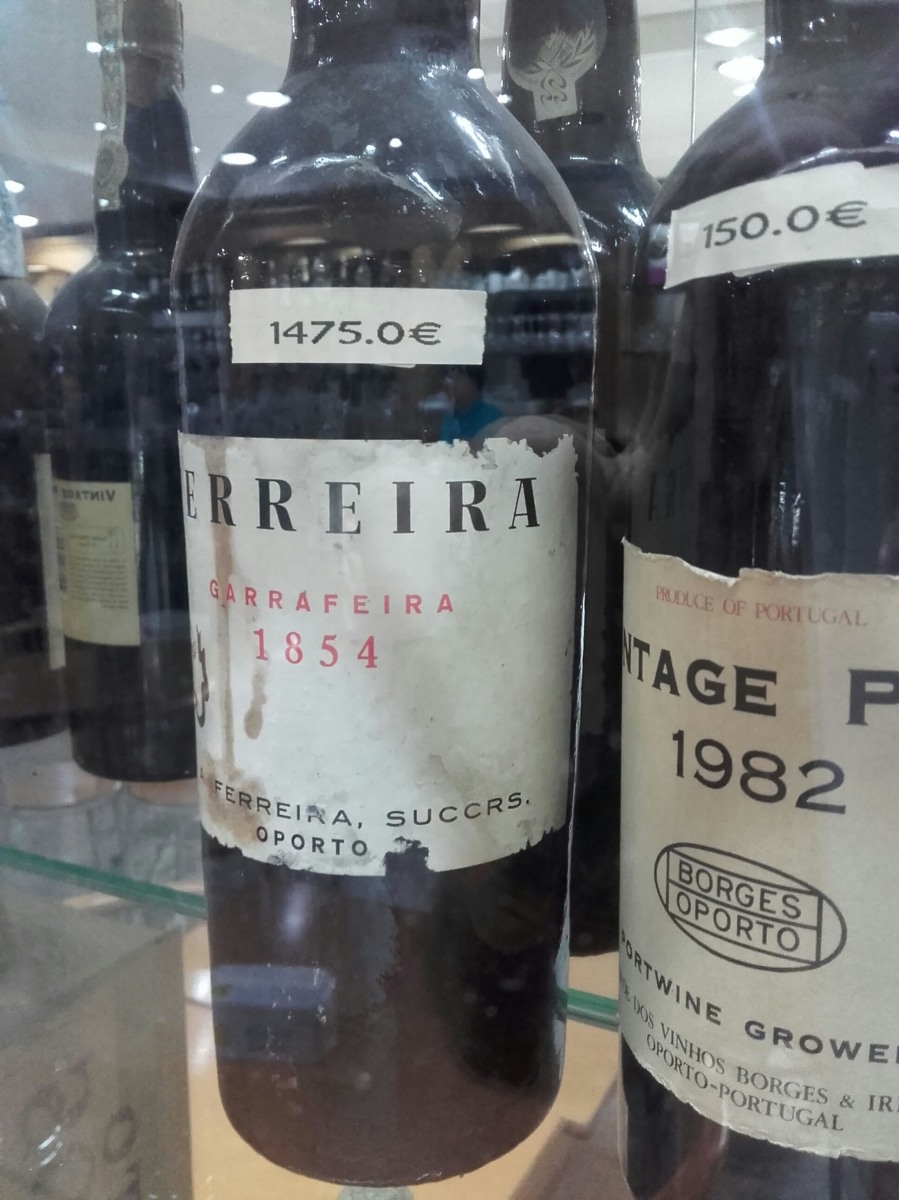 1475.0€
ERREIRA
GARRAFEIRA
1854
A FERREIRA, SUCCRS.
OPORTO
150.0€
PRODUCE OF PORTUGAL
NTAGE P
1982
BORGES
OPORTO
PORTWINE GROWE
DOS VINHOS BORGES & IR
OPORTO-PORTUGAL
VINTAGE